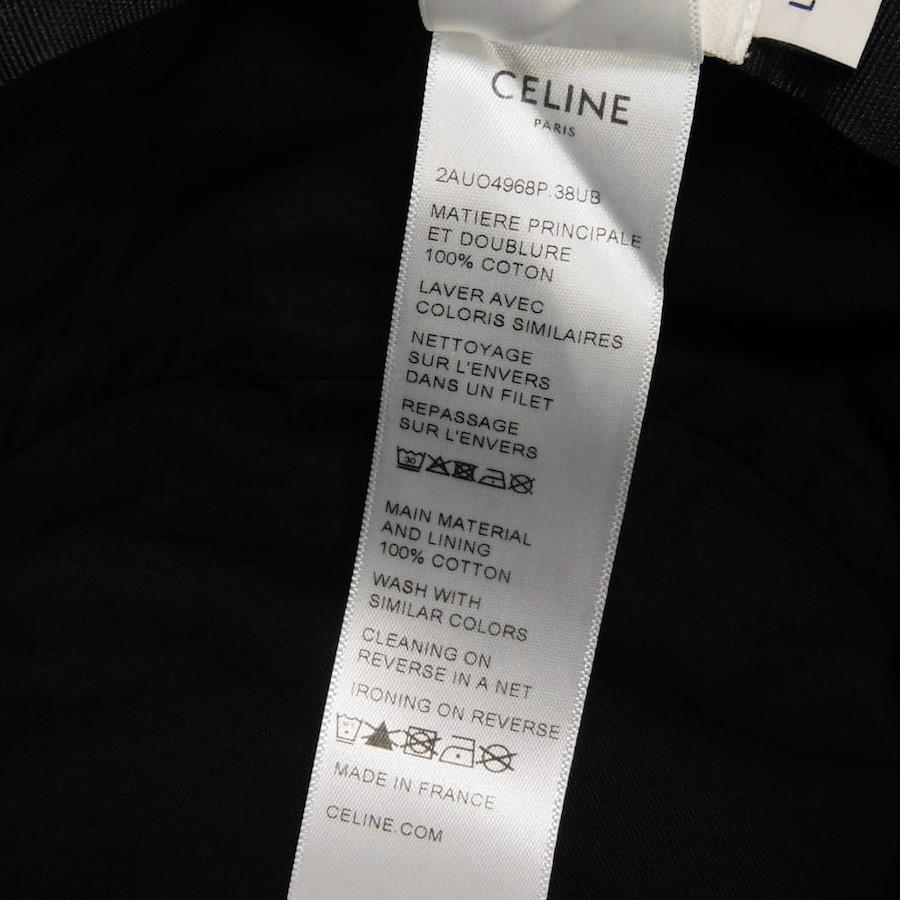 L
CELINE
PARIS
2AUO4968P.38UB
MATIERE PRINCIPALE
ET DOUBLURE
100% COTON
LAVER AVEC
COLORIS SIMILAIRES
NETTOYAGE
SUR L'ENVERS
DANS UN FILET
REPASSAGE
SUR L'ENVERS
30
MAIN MATERIAL
AND LINING
100% COTTON
WASH WITH
SIMILAR COLORS
CLEANING ON
REVERSE IN A NET
IRONING ON REVERSE
MADE IN FRANCE
CELINE.COM